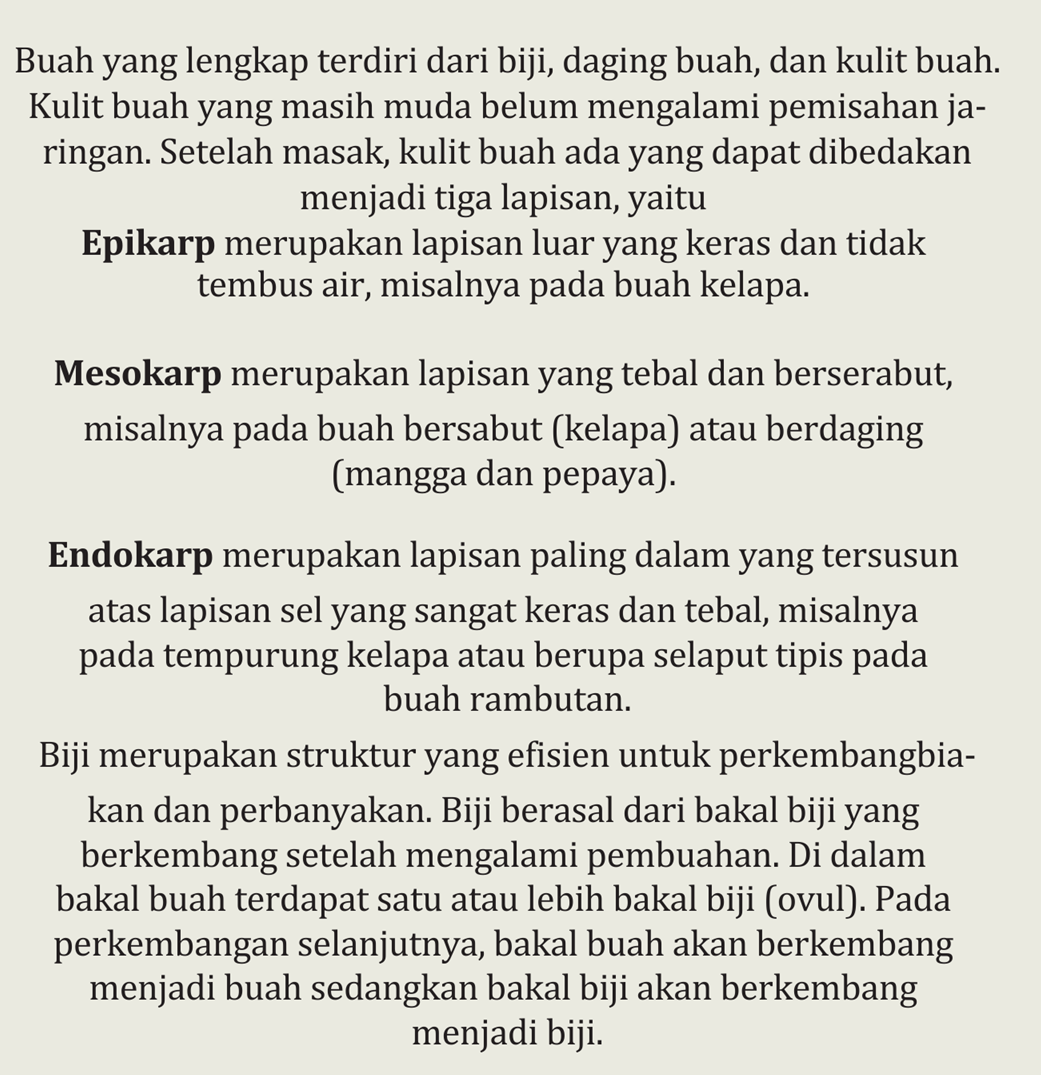 Buah yang lengkap terdiri dari biji, daging buah, dan kulit buah.
Kulit buah yang masih muda belum mengalami pemisahan ja-
ringan. Setelah masak, kulit buah ada yang dapat dibedakan
menjadi tiga lapisan, yaitu
Epikarp merupakan lapisan luar yang keras dan tidak
tembus air, misalnya pada buah kelapa.
Mesokarp merupakan lapisan yang tebal dan berserabut,
misalnya pada buah bersabut (kelapa) atau berdaging
(mangga dan pepaya).
Endokarp merupakan lapisan paling dalam yang tersusun
atas lapisan sel yang sangat keras dan tebal, misalnya
pada tempurung kelapa atau berupa selaput tipis pada
buah rambutan.
Biji merupakan struktur yang efisien untuk perkembangbia-
kan dan perbanyakan. Biji berasal dari bakal biji yang
berkembang setelah mengalami pembuahan. Di dalam
bakal buah terdapat satu atau lebih bakal biji (ovul). Pada
perkembangan selanjutnya, bakal buah akan berkembang
menjadi buah sedangkan bakal biji akan berkembang
menjadi biji.